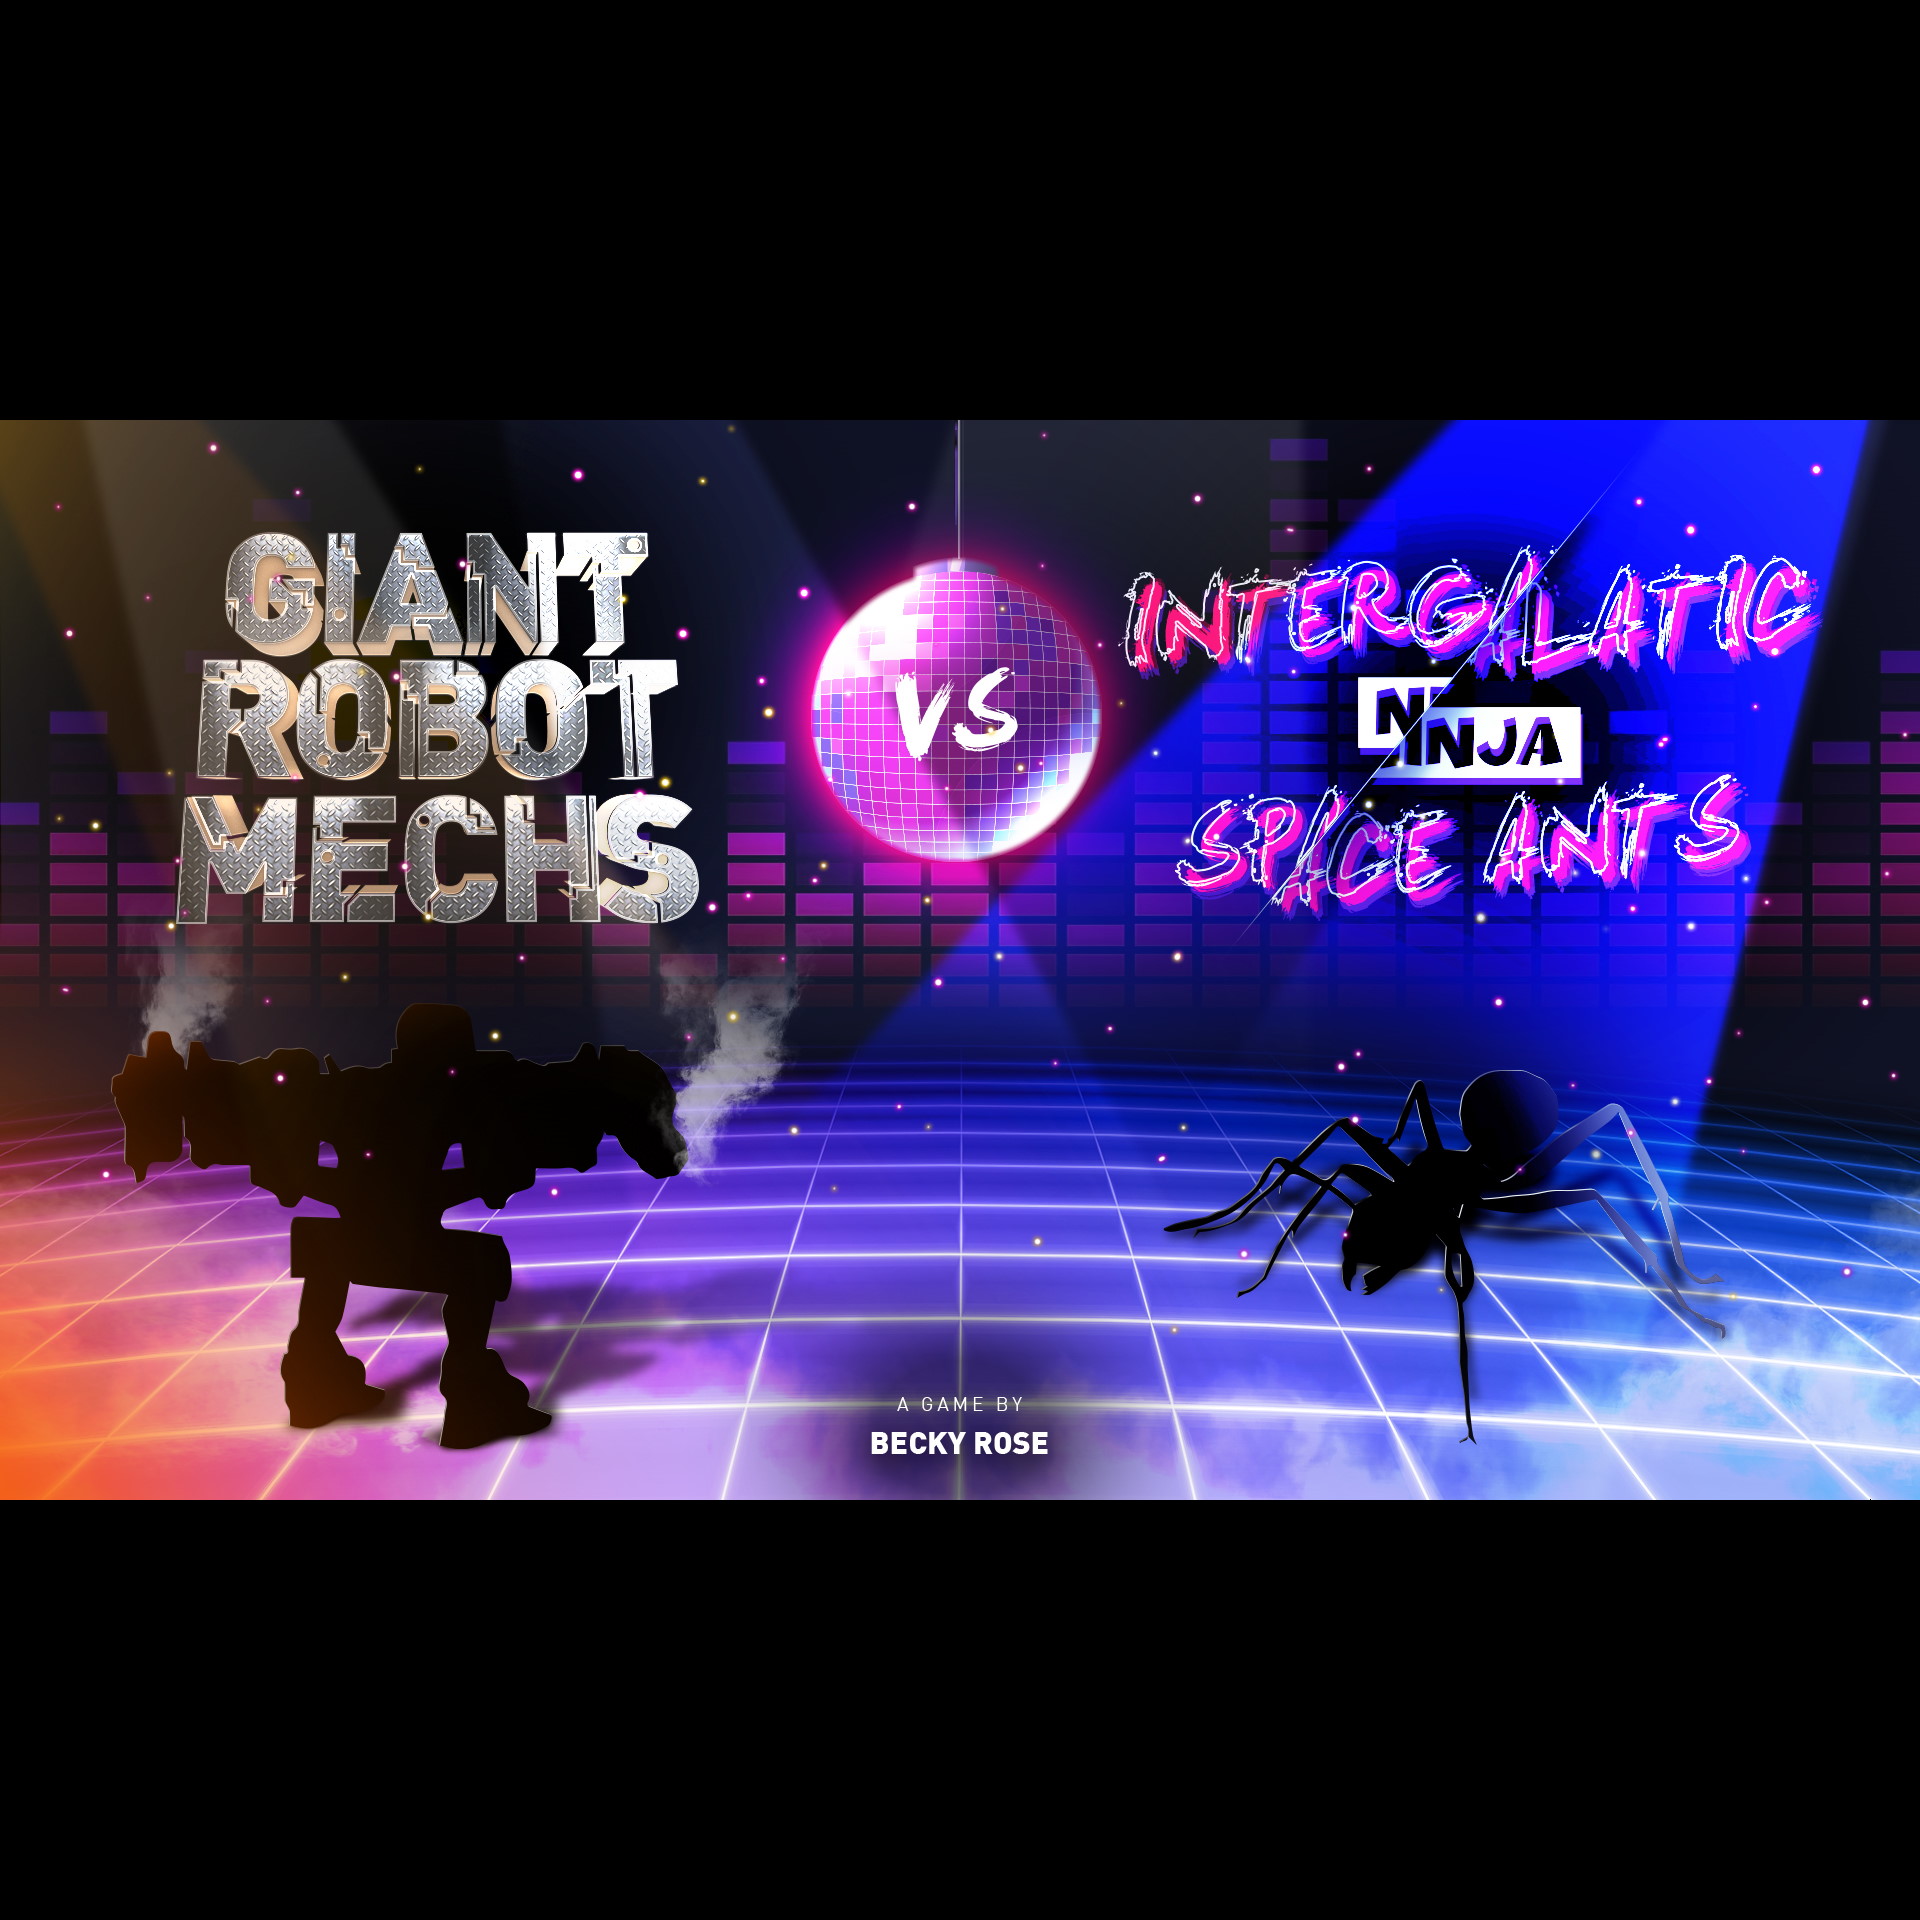 GIANT
ROBOT
MECHS
VS
INTERGALATIC
NINJA
SPACE ANTS
A GAME BY
BECKY ROSE